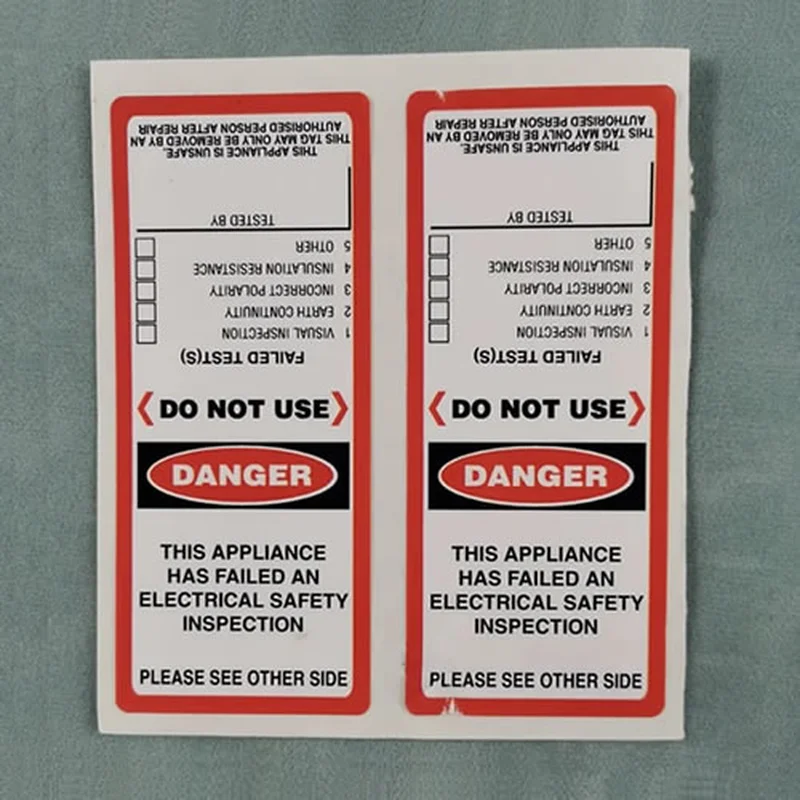 THIS APPLIANCE IS UNSAFE.
THIS TAG MAY ONLY BE REMOVED BY AN
AUTHORISED PERSON AFTER REPAIR
TESTED BY
5 OTHER
4 INSULATION RESISTANCE
3 INCORRECT POLARITY
2 EARTH CONTINUITY
1 VISUAL INSPECTION
FAILED TEST(S)
DO NOT USE
DANGER
THIS APPLIANCE
HAS FAILED AN
ELECTRICAL SAFETY
INSPECTION
PLEASE SEE OTHER SIDE
THIS APPLIANCE IS UNSAFE.
THIS TAG MAY ONLY BE REMOVED BY AN
AUTHORISED PERSON AFTER REPAIR
TESTED BY
5 OTHER
4 INSULATION RESISTANCE
3 INCORRECT POLARITY
2 EARTH CONTINUITY
1 VISUAL INSPECTION
FAILED TEST(S)
DO NOT USE
DANGER
THIS APPLIANCE
HAS FAILED AN
ELECTRICAL SAFETY
INSPECTION
PLEASE SEE OTHER SIDE